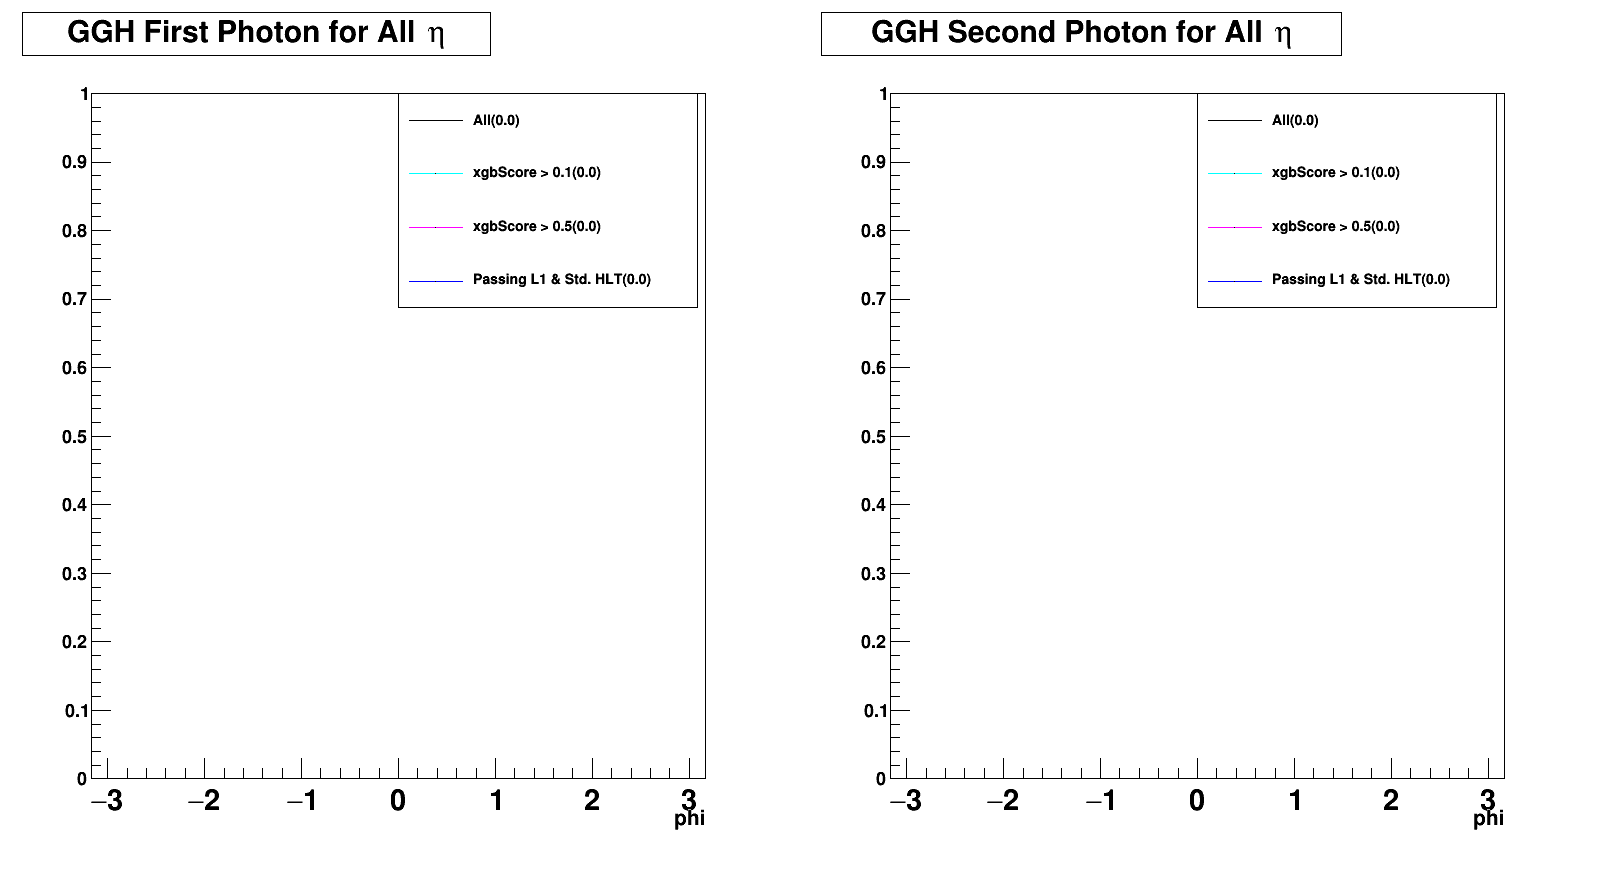 GGH First Photon for All η
1
0.9
0.8
0.7
0.6
0.5
0.4
0.3
0.2
0.1
0
All(0.0)
xgbScore > 0.1(0.0)
xgbScore > 0.5(0.0)
Passing L1 & Std. HLT(0.0)
−3 −2 −1 0 1 2 3
phi
GGH Second Photon for All η
1
0.9
0.8
0.7
0.6
0.5
0.4
0.3
0.2
0.1
0
All(0.0)
xgbScore > 0.1(0.0)
xgbScore > 0.5(0.0)
Passing L1 & Std. HLT(0.0)
−3 −2 −1 0 1 2 3
phi